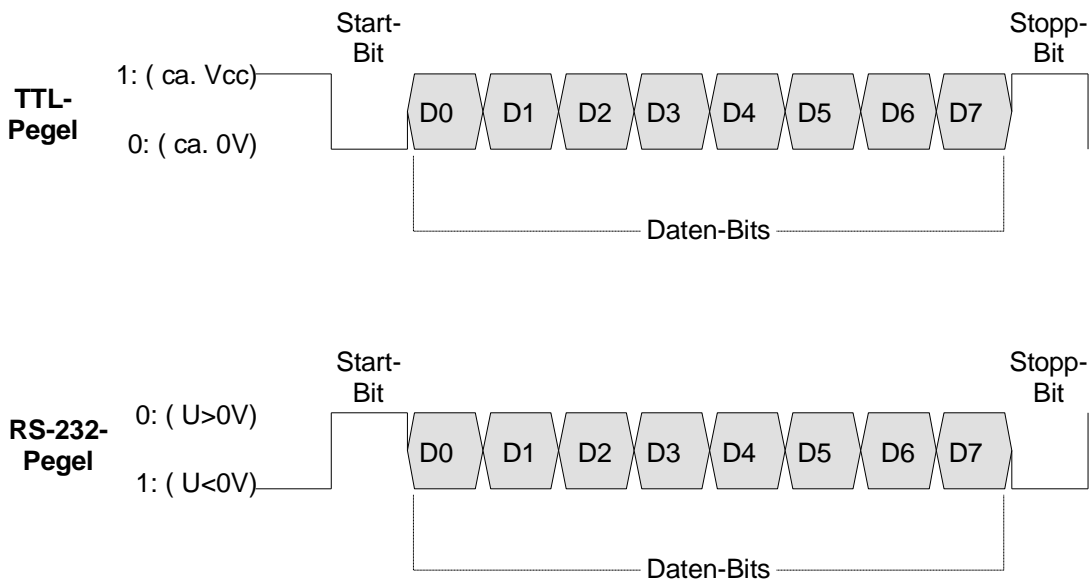 Start-
Bit
Stopp-
Bit
1: ( ca. Vcc)
TTL-
Pegel
D0 D1 D2 D3 D4 D5 D6 D7
0: ( ca. 0V)
Daten-Bits
Start-
Bit
Stopp-
Bit
0: ( U>0V)
RS-232-
Pegel
D0 D1 D2 D3 D4 D5 D6 D7
1: ( U<0V)
Daten-Bits